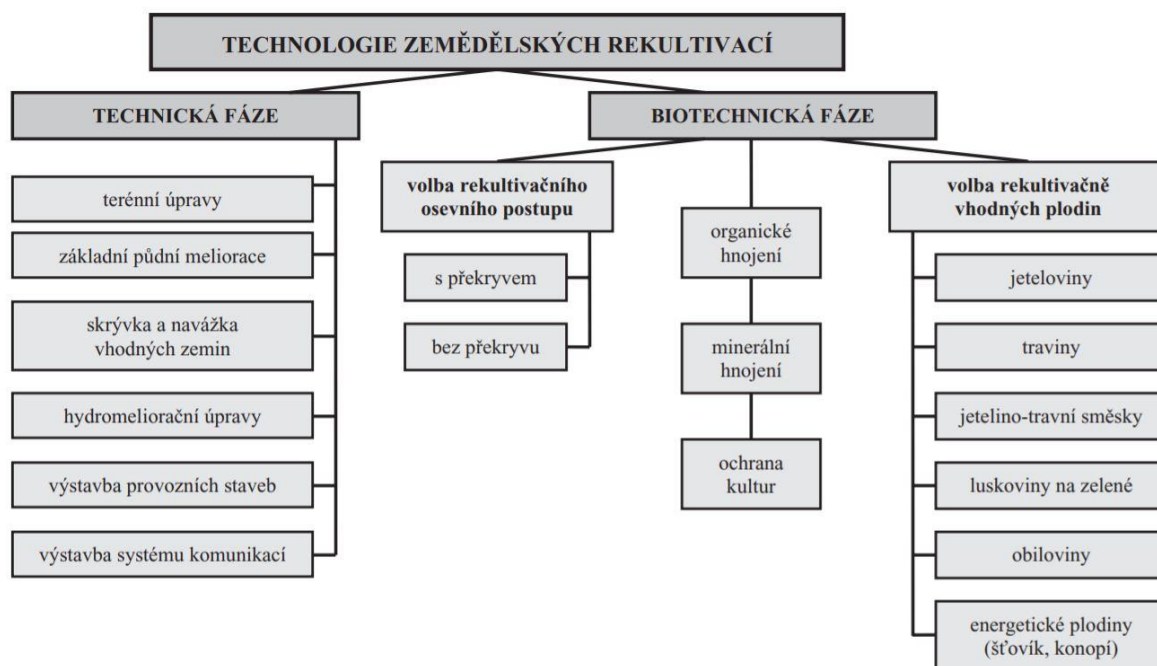 TECHNOLOGIE ZEMĚDĚLSKÝCH REKULTIVACÍ
TECHNICKÁ FÁZE
terénní úpravy
základní půdní meliorace
skrývka a navážka
vhodných zemin
hydromeliorační úpravy
výstavba provozních staveb
výstavba systému komunikací
BIOTECHNICKÁ FÁZE
volba rekultivačního
osevního postupu
s překryvem
bez překryvu
organické
hnojení
minerální
hnojení
ochrana
kultur
volba rekultivačně
vhodných plodin
jeteloviny
traviny
jetelino-travní směsky
luskoviny na zelené
obiloviny
energetické plodiny
(šťovík, konopí)